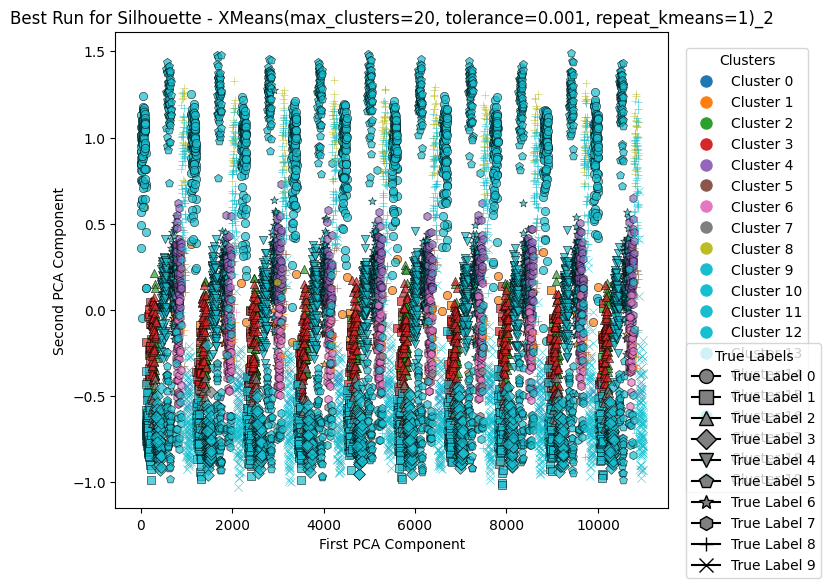 Best Run for Silhouette - XMeans(max_clusters=20, tolerance=0.001, repeat_kmeans=1)_2
Second PCA Component
1.5
1.0
0.5
0.0
−0.5
−1.0
0
2000
4000
6000
8000
10000
First PCA Component
Clusters
Cluster 0
Cluster 1
Cluster 2
Cluster 3
Cluster 4
Cluster 5
Cluster 6
Cluster 7
Cluster 8
Cluster 9
Cluster 10
Cluster 11
Cluster 12
Cluster 13
True Labels
True Label 0
True Label 1
True Label 2
True Label 3
True Label 4
True Label 5
True Label 6
True Label 7
True Label 8
True Label 9